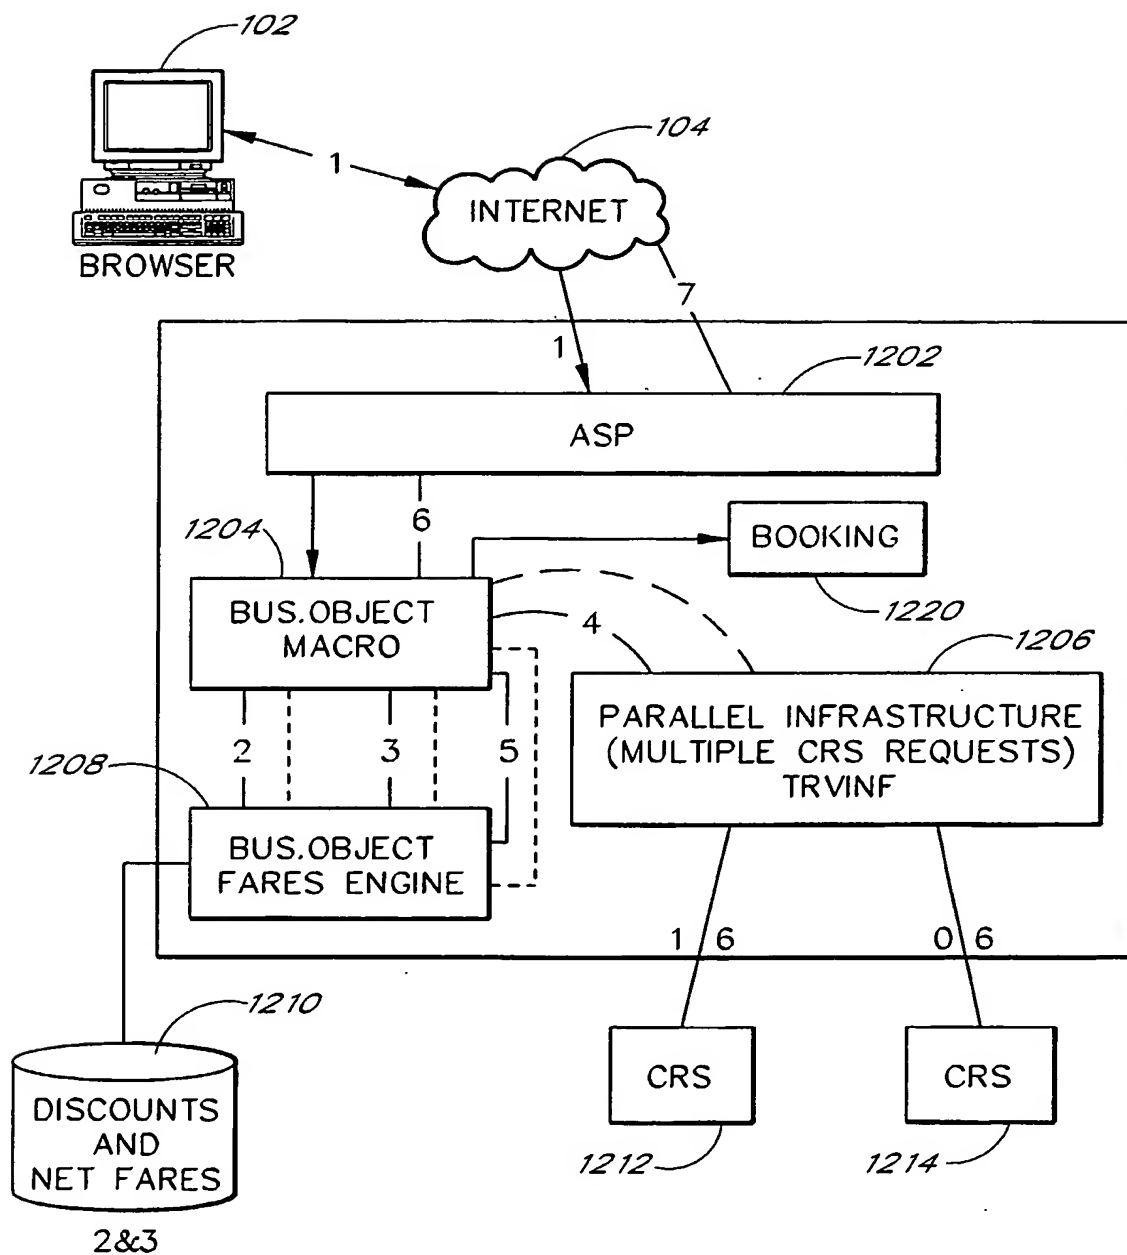 102
104
1
INTERNET
BROWSER
7
1
1202
ASP
6
1204
BOOKING
BUS.OBJECT
MACRO
4
1220
1206
PARALLEL INFRASTRUCTURE
(MULTIPLE CRS REQUESTS)
TRVINF
2
3
5
1208
BUS.OBJECT
FARES ENGINE
1 6
0 6
1210
CRS
CRS
DISCOUNTS
AND
NET FARES
1212
1214
2&3